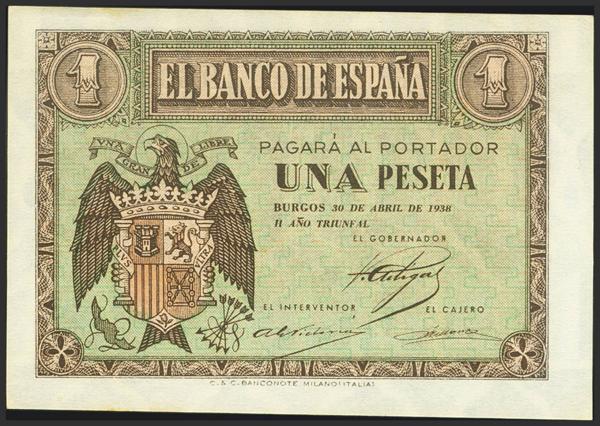 1 EL BANCO DE ESPAÑA 1
UNA GRANDE LIBRE
PAGARÁ AL PORTADOR
UNA PESETA
BURGOS 30 DE ABRIL DE 1938
II AÑO TRIUNFAL
EL GOBERNADOR
EL INTERVENTOR
EL CAJERO
C. & C. BANCONOTE MILANO (ITALIA)